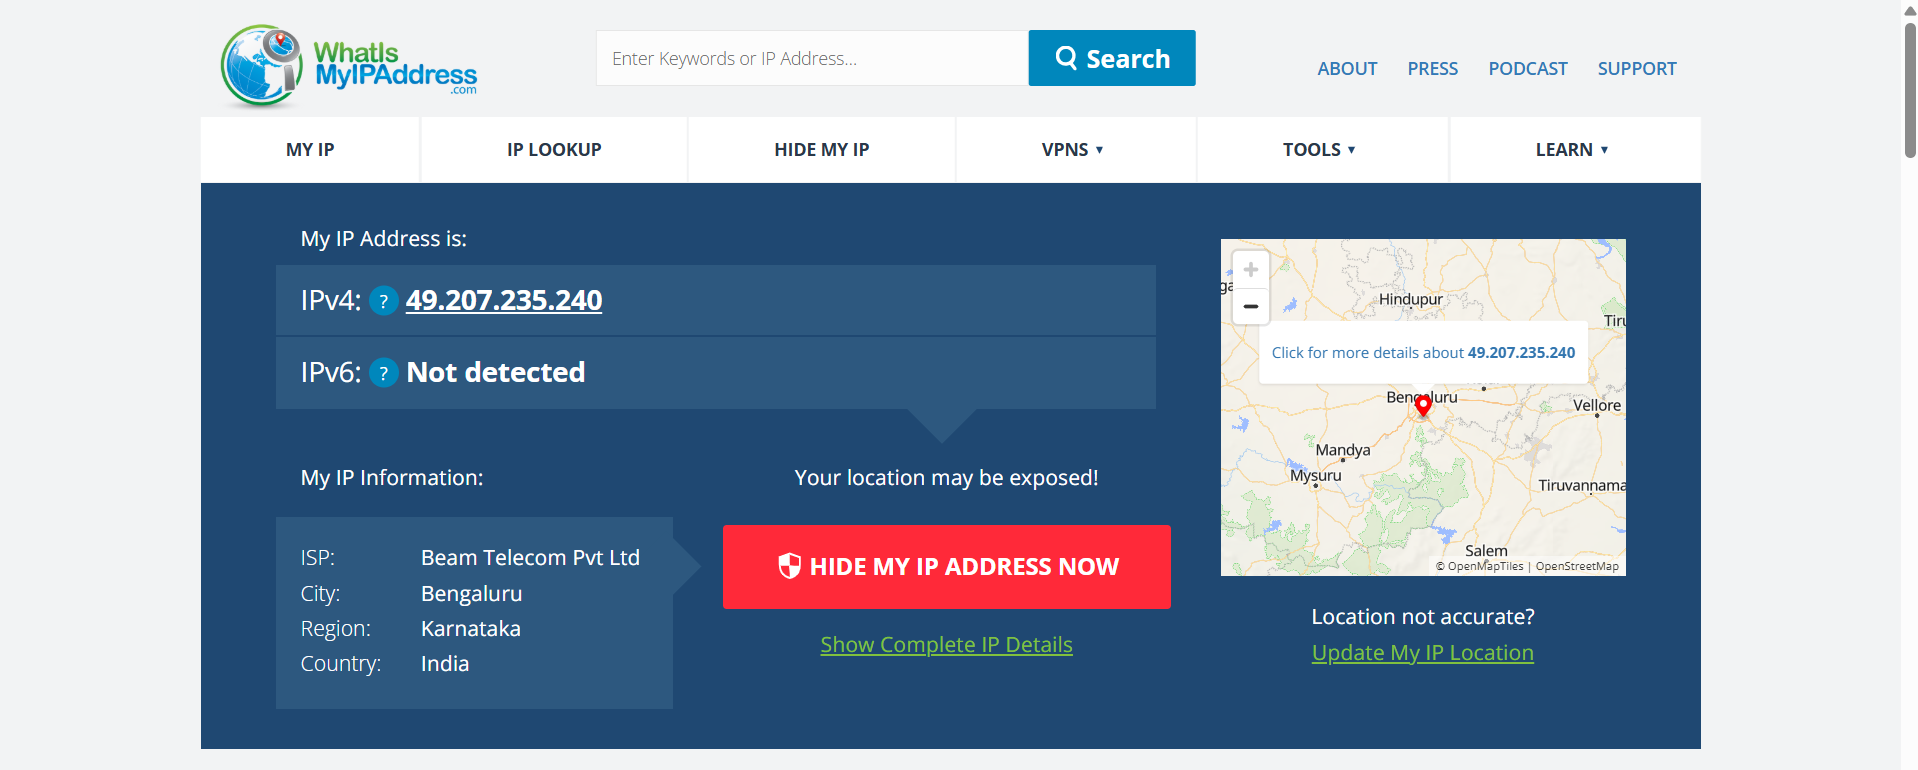 WhatIs
MyIPAddress
.com
Enter Keywords or IP Address...
Search
ABOUT PRESS PODCAST SUPPORT
MY IP IP LOOKUP HIDE MY IP VPNS ▾ TOOLS ▾ LEARN ▾
My IP Address is:
IPv4: ? 49.207.235.240
IPv6: ? Not detected
My IP Information:
ISP: Beam Telecom Pvt Ltd
City: Bengaluru
Region: Karnataka
Country: India
Your location may be exposed!
HIDE MY IP ADDRESS NOW
Show Complete IP Details
+
−
Hindupur
Tiru
Click for more details about 49.207.235.240
Bengaluru
Vellore
Mandya
Mysuru
Tiruvannama
Salem
© OpenMapTiles | OpenStreetMap
Location not accurate?
Update My IP Location